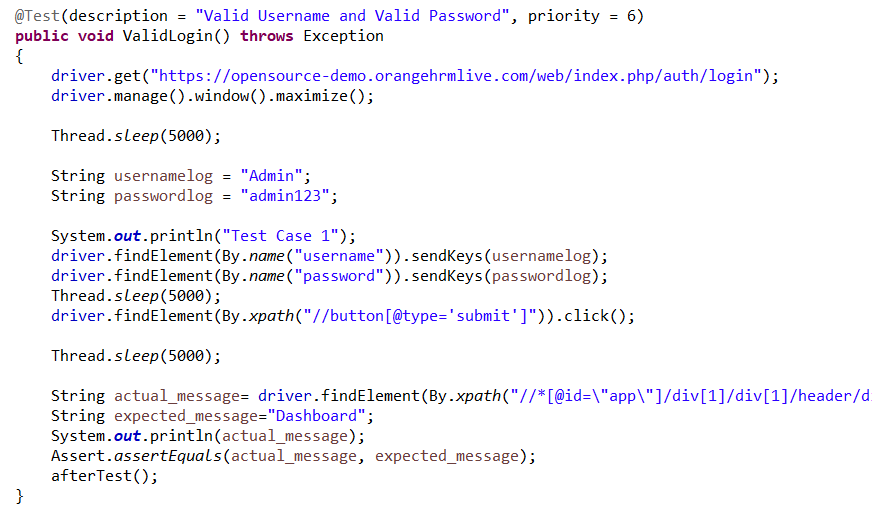 @Test(description = "Valid Username and Valid Password", priority = 6)
public void ValidLogin() throws Exception
{
driver.get("https://opensource-demo.orangehrmlive.com/web/index.php/auth/login");
driver.manage().window().maximize();
Thread.sleep(5000);
String usernamelog = "Admin";
String passwordlog = "admin123";
System.out.println("Test Case 1");
driver.findElement(By.name("username")).sendKeys(usernamelog);
driver.findElement(By.name("password")).sendKeys(passwordlog);
Thread.sleep(5000);
driver.findElement(By.xpath("//button[@type='submit']")).click();
Thread.sleep(5000);
String actual_message= driver.findElement(By.xpath("//*[@id=\"app\"]/div[1]/div[1]/header/d
String expected_message="Dashboard";
System.out.println(actual_message);
Assert.assertEquals(actual_message, expected_message);
afterTest();
}